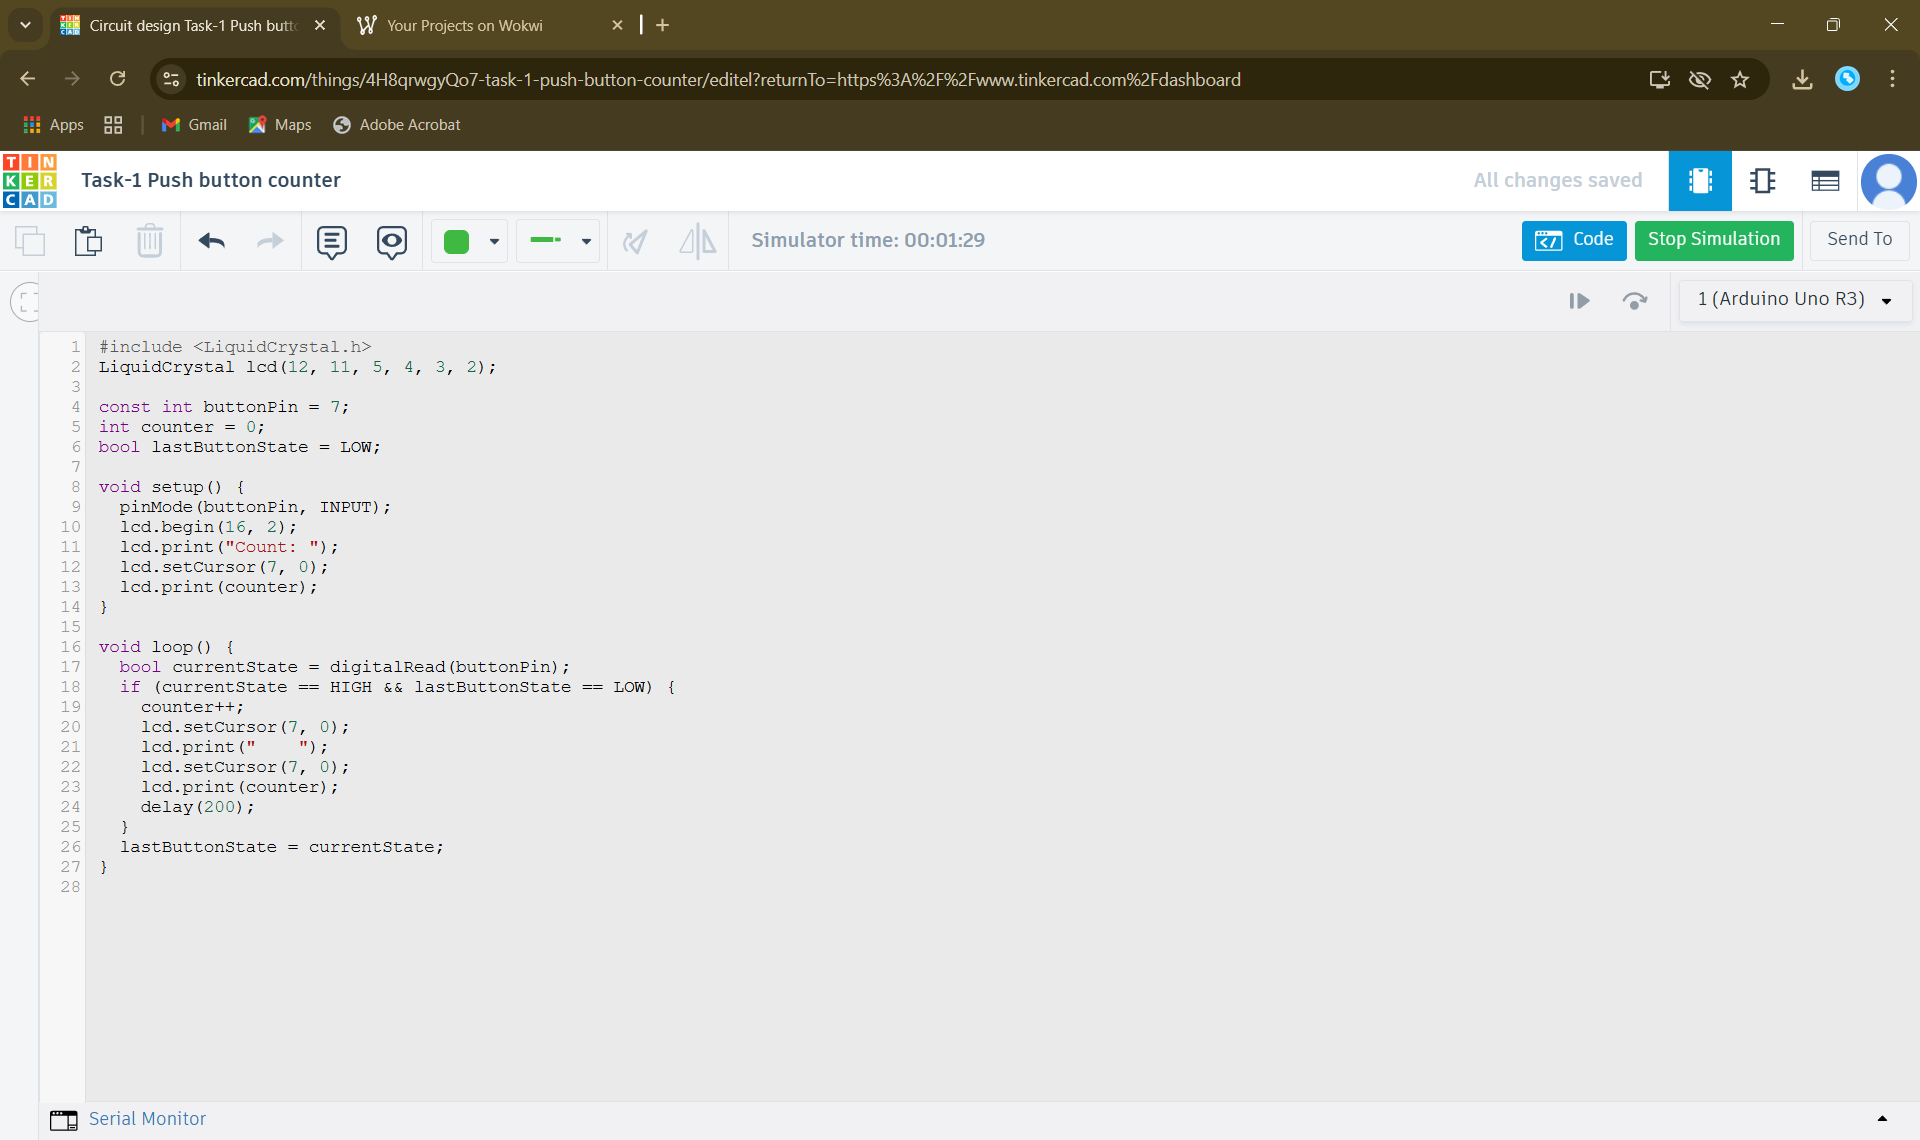 Circuit design Task-1 Push butt
Your Projects on Wokwi
tinkercad.com/things/4H8qrwgyQo7-task-1-push-button-counter/editel?returnTo=https%3A%2F%2Fwww.tinkercad.com%2Fdashboard
Apps Gmail Maps Adobe Acrobat
TIN
KER
CAD
Task-1 Push button counter
All changes saved
Simulator time: 00:01:29
Code
Stop Simulation
Send To
1 (Arduino Uno R3)
1 #include <LiquidCrystal.h>
2 LiquidCrystal lcd(12, 11, 5, 4, 3, 2);
3
4 const int buttonPin = 7;
5 int counter = 0;
6 bool lastButtonState = LOW;
7
8 void setup() {
9   pinMode(buttonPin, INPUT);
10   lcd.begin(16, 2);
11   lcd.print("Count: ");
12   lcd.setCursor(7, 0);
13   lcd.print(counter);
14 }
15
16 void loop() {
17   bool currentState = digitalRead(buttonPin);
18   if (currentState == HIGH && lastButtonState == LOW) {
19     counter++;
20     lcd.setCursor(7, 0);
21     lcd.print("    ");
22     lcd.setCursor(7, 0);
23     lcd.print(counter);
24     delay(200);
25   }
26   lastButtonState = currentState;
27 }
28
Serial Monitor